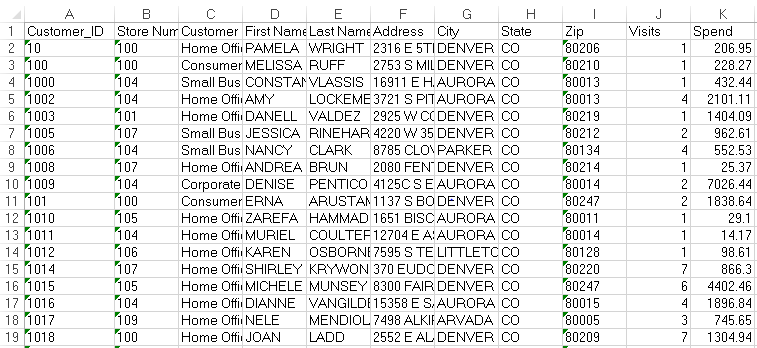 A B C D E F G H I J K
1 Customer_ID Store Num Customer First Name Last Name Address City State Zip Visits Spend
2 10 100 Home Offi PAMELA WRIGHT 2316 E 5TI DENVER CO 80206 1 206.95
3 100 100 Consumer MELISSA RUFF 2753 S MIL DENVER CO 80210 1 228.27
4 1000 104 Small Bus CONSTAN VLASSIS 16911 E H. AURORA CO 80013 1 432.44
5 1002 104 Home Offi AMY LOCKEME 3721 S PIT AURORA CO 80013 4 2101.11
6 1003 101 Home Offi DANELL VALDEZ 2925 W CO DENVER CO 80219 1 1404.09
7 1005 107 Small Bus JESSICA RINEHAR 4220 W 35 DENVER CO 80212 2 962.61
8 1006 104 Small Bus NANCY CLARK 8785 CLOV PARKER CO 80134 4 552.53
9 1008 107 Home Offi ANDREA BRUN 2080 FENT DENVER CO 80214 1 25.37
10 1009 104 Corporate DENISE PENTICO 4125C S E AURORA CO 80014 2 7026.44
11 101 100 Consumer ERNA ARUSTAM 1137 S BO DENVER CO 80247 2 1838.64
12 1010 105 Home Offi ZAREFA HAMMAD 1651 BISC AURORA CO 80011 1 29.1
13 1011 104 Home Offi MURIEL COULTER 12704 E A AURORA CO 80014 1 14.17
14 1012 106 Home Offi KAREN OSBORNE 7595 S TE LITTLETO CO 80128 1 98.61
15 1014 107 Home Offi SHIRLEY KRYWON 370 EUDO DENVER CO 80220 7 866.3
16 1015 105 Home Offi MICHELE MUNSEY 8300 FAIR DENVER CO 80247 6 4402.46
17 1016 104 Home Offi DIANNE VANGILDE 15358 E S AURORA CO 80015 4 1896.84
18 1017 109 Home Offi NELE MENDIOL 7498 ALKI ARVADA CO 80005 3 745.65
19 1018 100 Home Offi JOAN LADD 2552 E AL DENVER CO 80209 7 1304.94